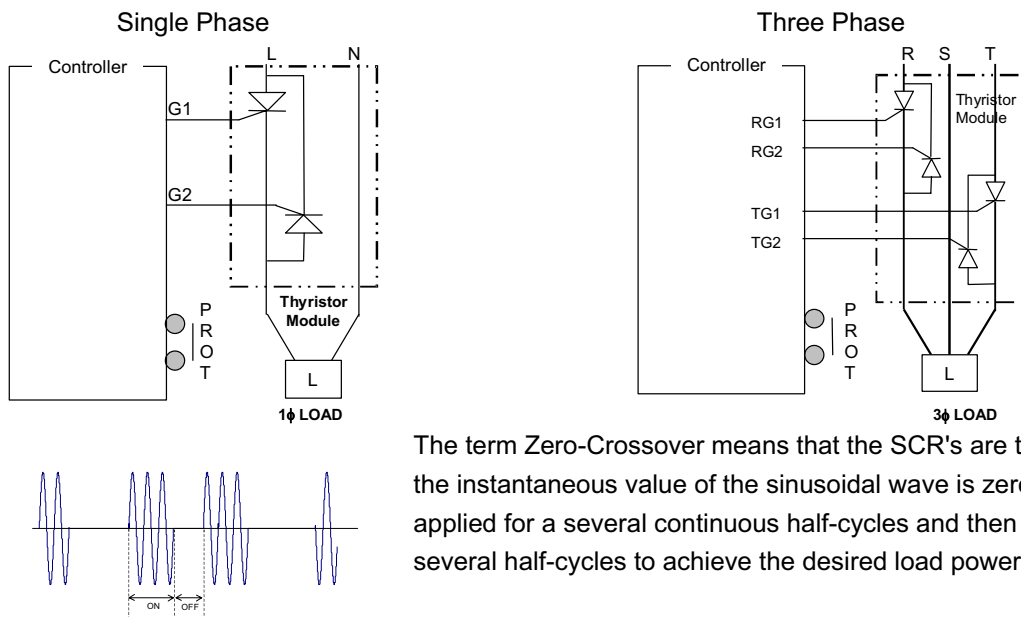 Single Phase
Controller
L
N
G1
G2
P
R
O
T
Thyristor
Module
L
1ϕ LOAD
Three Phase
Controller
R S T
Thyristor
Module
RG1
RG2
TG1
TG2
P
R
O
T
L
3ϕ LOAD
The term Zero-Crossover means that the SCR's are t
the instantaneous value of the sinusoidal wave is zero
applied for a several continuous half-cycles and then
several half-cycles to achieve the desired load power
ON
OFF